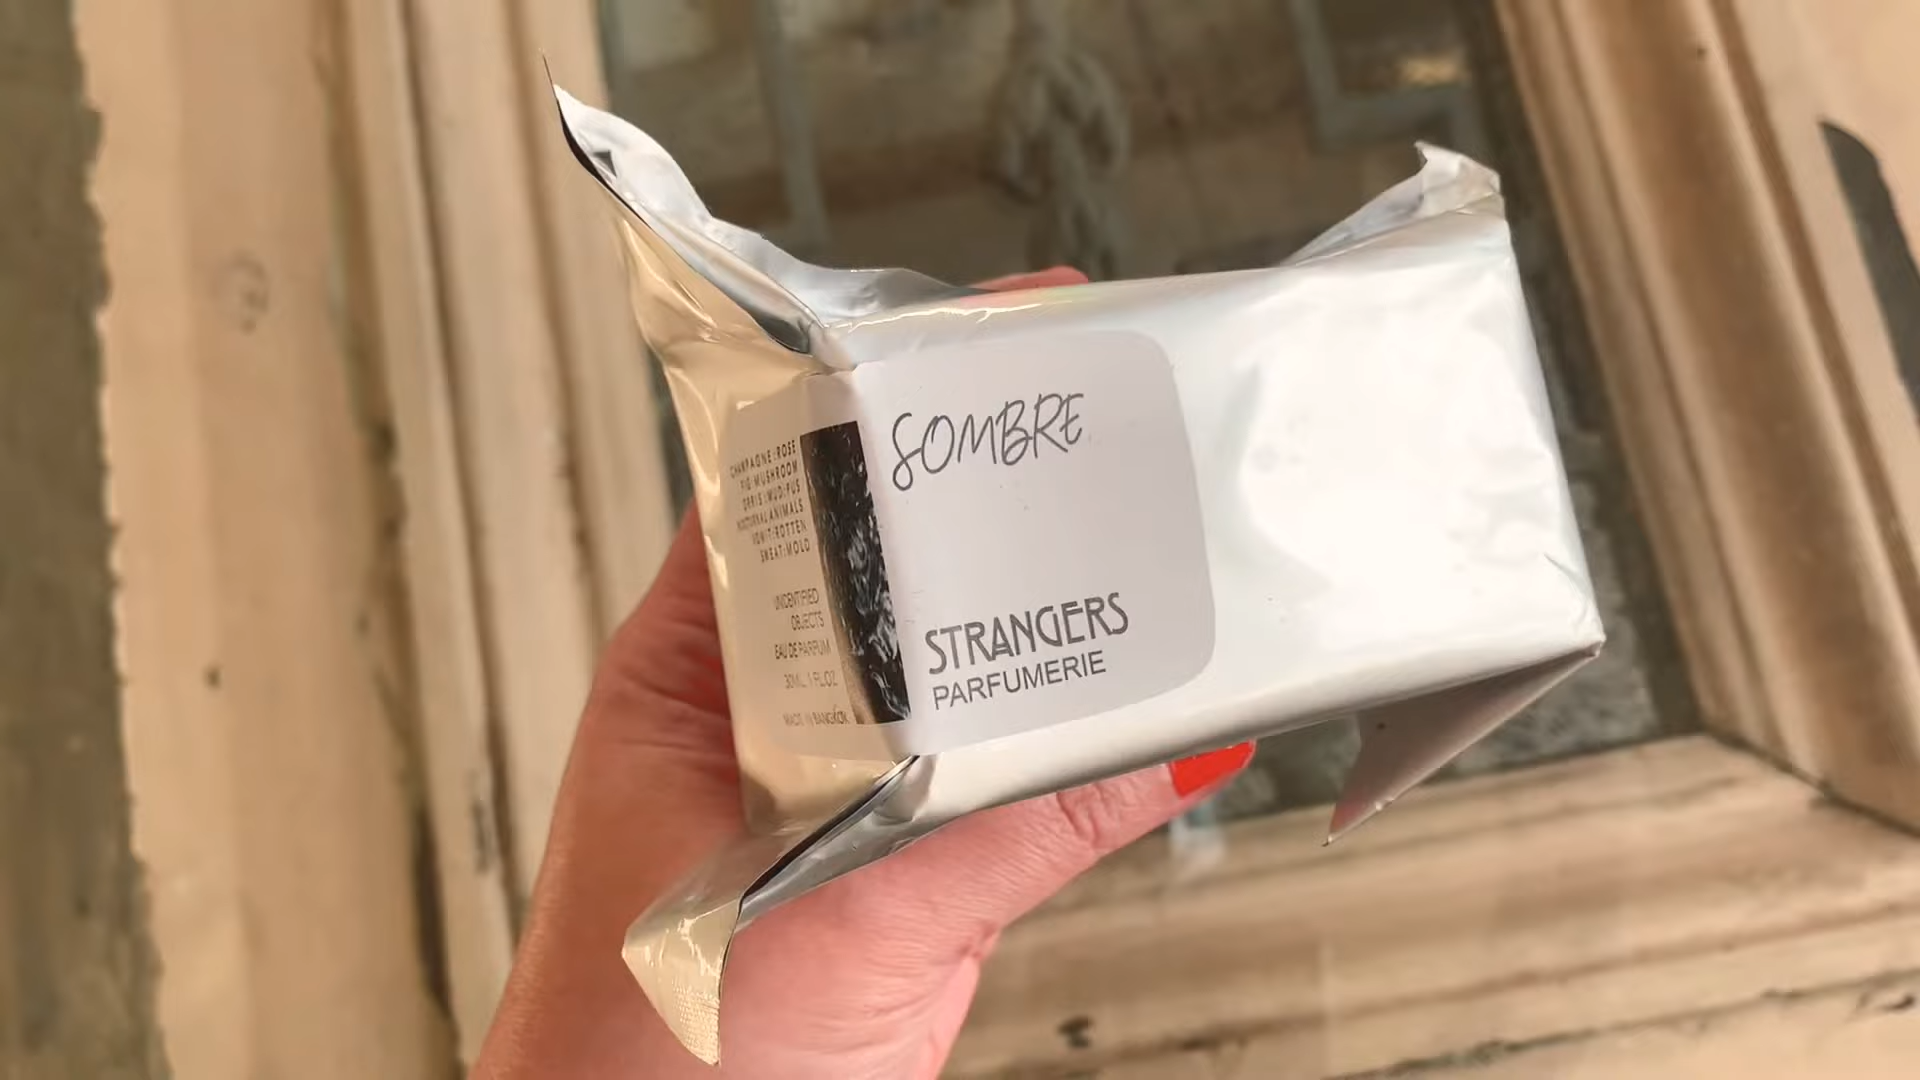 CHAMPAGNE:ROSE
FIG:MUSHROOM
ORRIS:MUD:PUS
NOCTURNAL ANIMALS
VOMIT:ROTTEN
SWEAT:MOLD
UNIDENTIFIED
OBJECTS
EAU DE PARFUM
30ML. 1 FL.OZ
MADE IN BANGKOK
SOMBRE
STRANGERS
PARFUMERIE